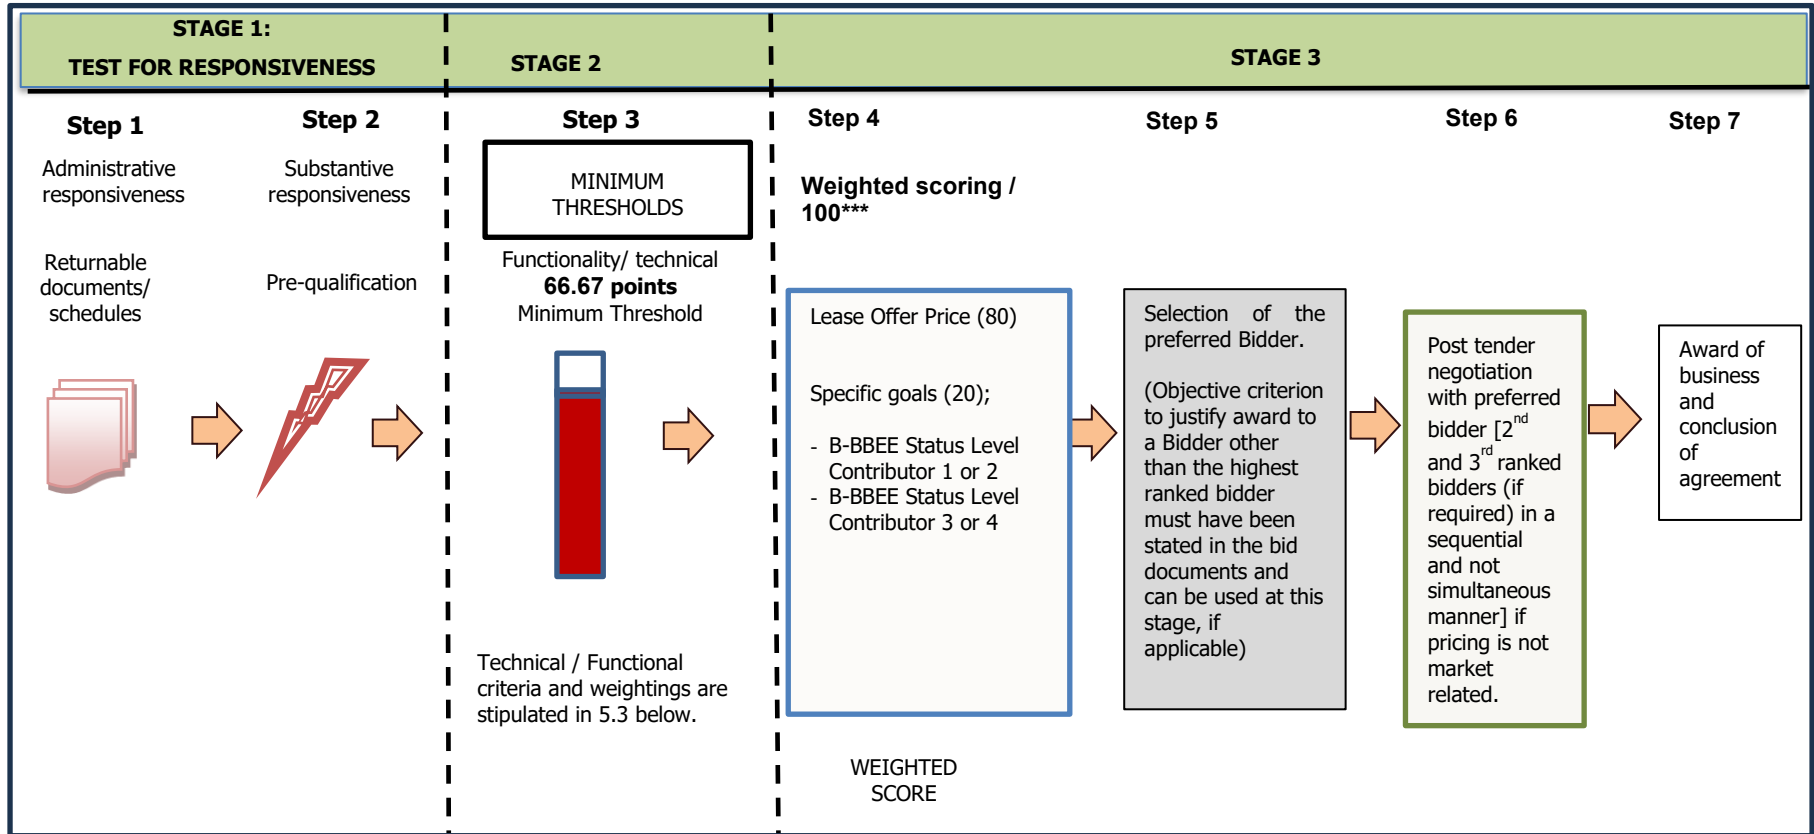 STAGE 1:
TEST FOR RESPONSIVENESS
STAGE 2
STAGE 3
Step 1
Administrative
responsiveness
Returnable
documents/
schedules
Step 2
Substantive
responsiveness
Pre-qualification
Step 3
MINIMUM
THRESHOLDS
Functionality/ technical
66.67 points
Minimum Threshold
Technical / Functional
criteria and weightings are
stipulated in 5.3 below.
Step 4
Weighted scoring /
100***
Lease Offer Price (80)
Specific goals (20);
- B-BBEE Status Level
Contributor 1 or 2
- B-BBEE Status Level
Contributor 3 or 4
WEIGHTED
SCORE
Step 5
Selection of the
preferred Bidder.
(Objective criterion
to justify award to
a Bidder other
than the highest
ranked bidder
must have been
stated in the bid
documents and
can be used at this
stage, if
applicable)
Step 6
Post tender
negotiation
with preferred
bidder [2nd
and 3rd ranked
bidders (if
required) in a
sequential
and not
simultaneous
manner] if
pricing is not
market
related.
Step 7
Award of
business
and
conclusion
of
agreement